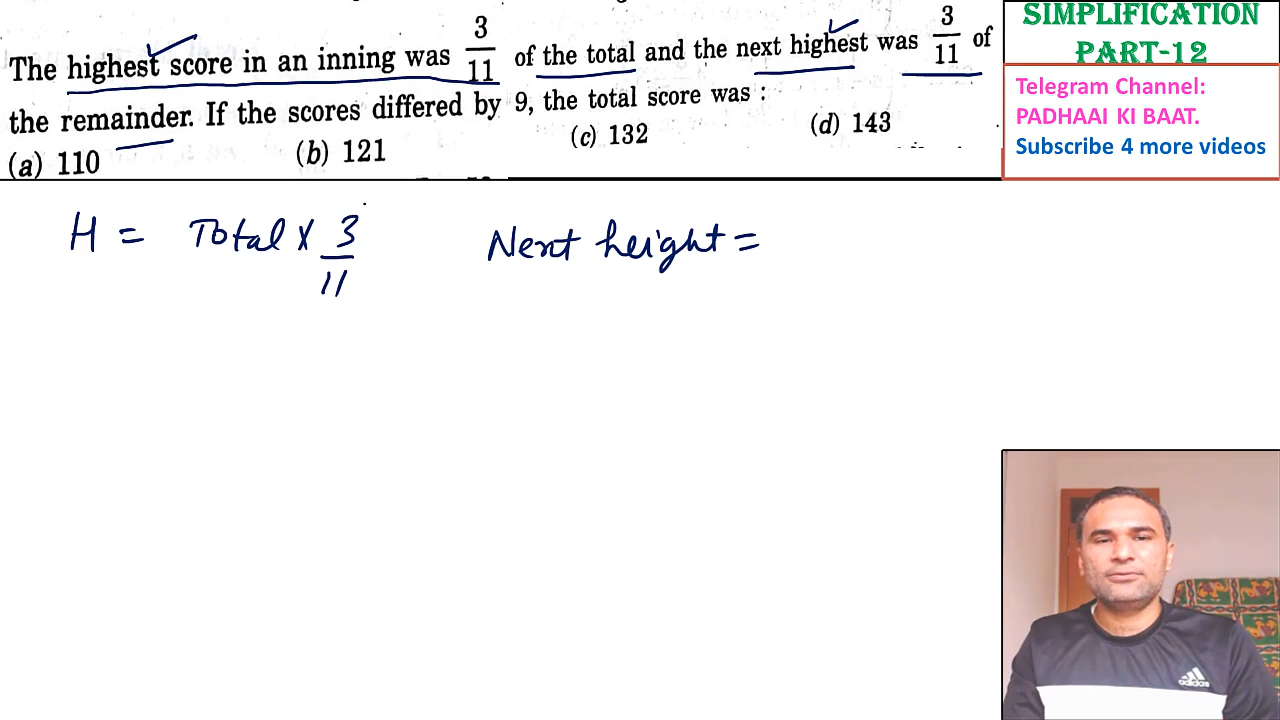 The highest score in an inning was 3/11 of the total and the next highest was 3/11 of
the remainder. If the scores differed by 9, the total score was :
(a) 110 (b) 121 (c) 132 (d) 143
SIMPLIFICATION
PART-12
Telegram Channel:
PADHAAI KI BAAT.
Subscribe 4 more videos
H = Total × 3/11 Next height =
adidas